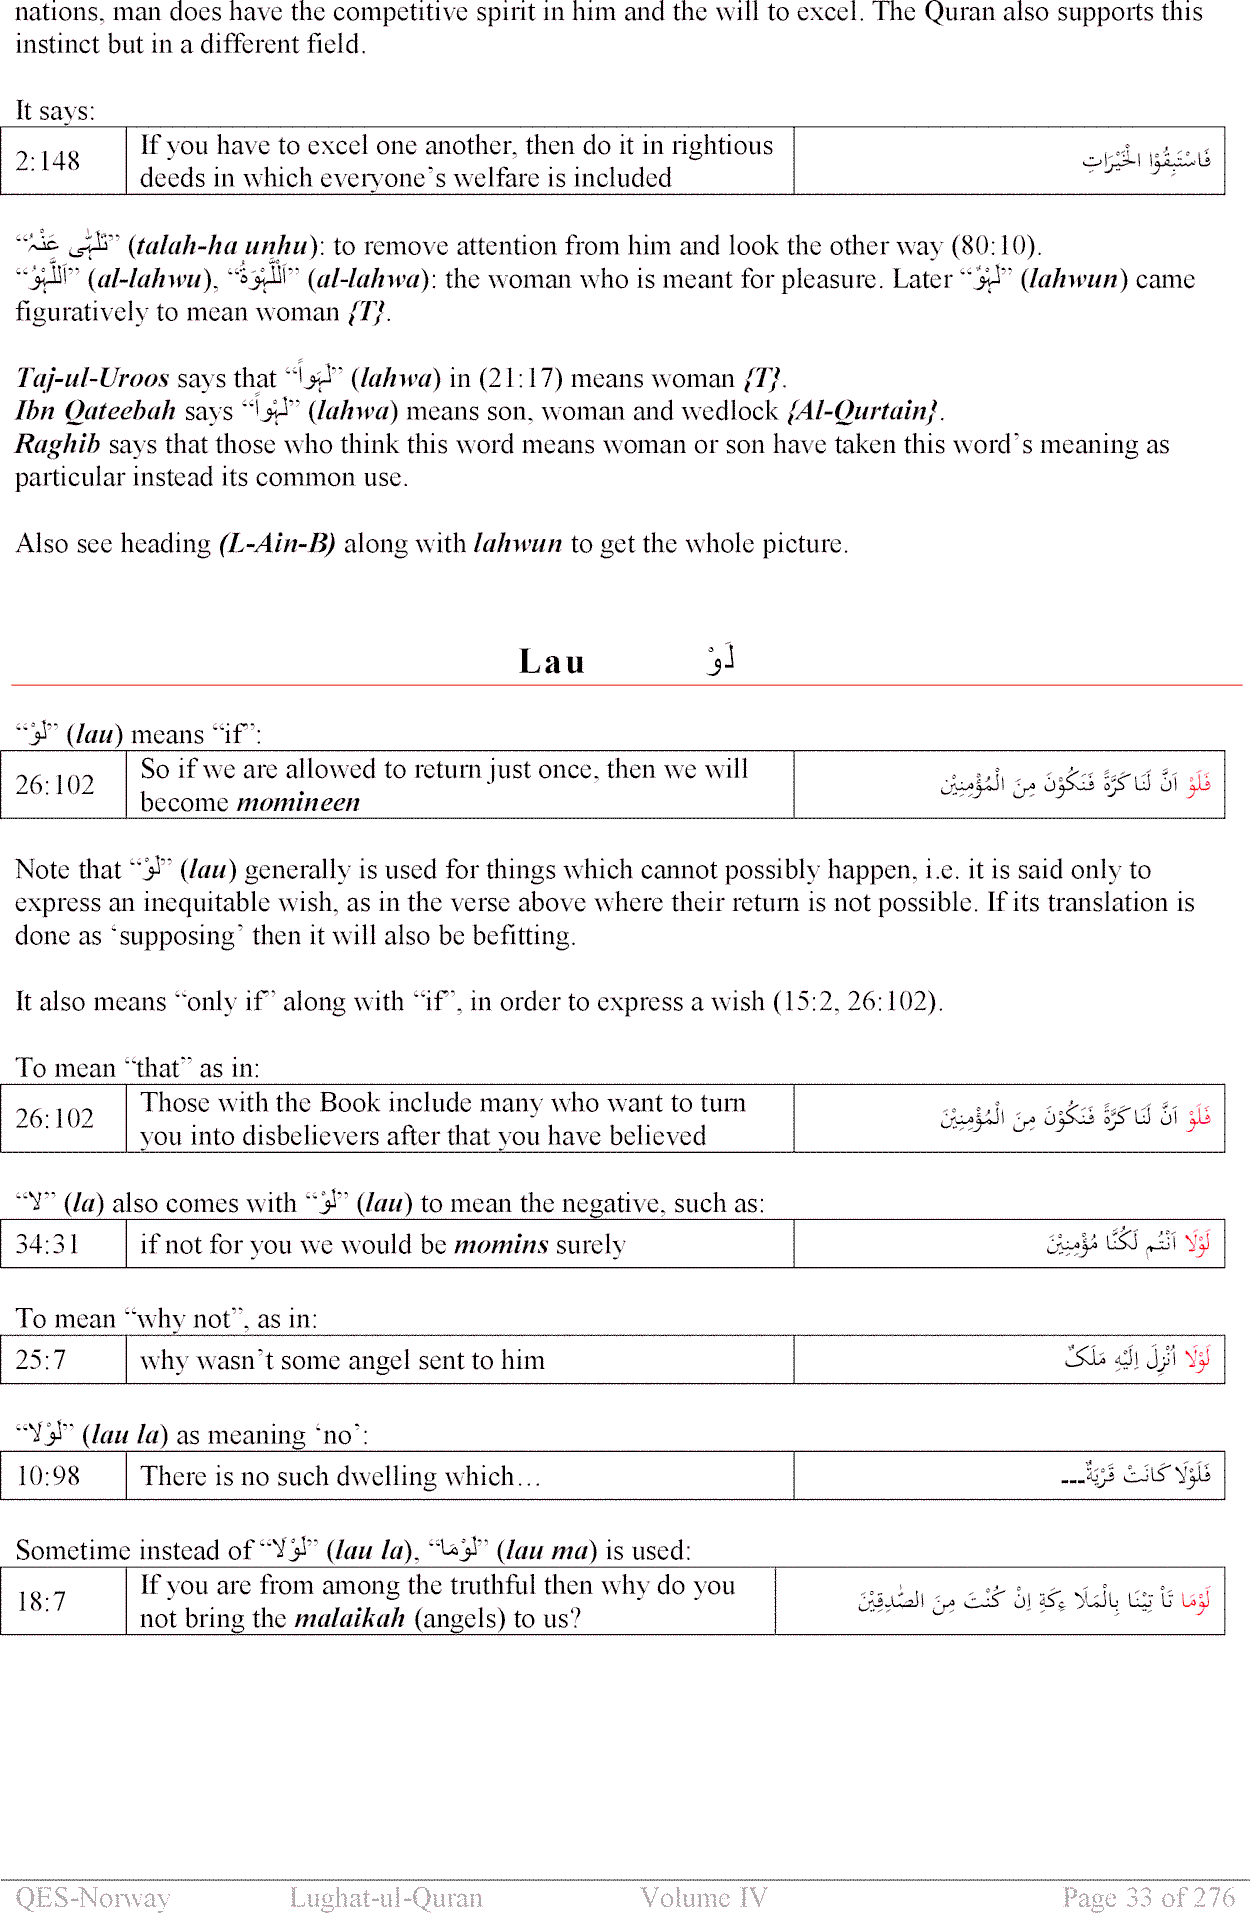 nations, man does have the competitive spirit in him and the will to excel. The Quran also supports this
instinct but in a different field.
It says:
2:148 If you have to excel one another, then do it in rightious فَاسْتَبِقُوْا الْخَيْرَاتِ
deeds in which everyone’s welfare is included
“تَلَہّٰی عَنْہُ” (talah-ha unhu): to remove attention from him and look the other way (80:10).
“اَللَّہْوُ” (al-lahwu), “اَللَّہْوَۃُ” (al-lahwa): the woman who is meant for pleasure. Later “لَہْوٌ” (lahwun) came
figuratively to mean woman {T}.
Taj-ul-Uroos says that “لَہَواً” (lahwa) in (21:17) means woman {T}.
Ibn Qateebah says “لَہْواً” (lahwa) means son, woman and wedlock {Al-Qurtain}.
Raghib says that those who think this word means woman or son have taken this word’s meaning as
particular instead its common use.
Also see heading (L-Ain-B) along with lahwun to get the whole picture.
Lau لَوْ
“لَوْ” (lau) means “if”:
26:102 So if we are allowed to return just once, then we will فَلَوْ اَنَّ لَنَا كَرَّةً فَنَكُوْنَ مِنَ الْمُؤْمِنِيْن
become momineen
Note that “لَوْ” (lau) generally is used for things which cannot possibly happen, i.e. it is said only to
express an inequitable wish, as in the verse above where their return is not possible. If its translation is
done as ‘supposing’ then it will also be befitting.
It also means “only if” along with “if”, in order to express a wish (15:2, 26:102).
To mean “that” as in:
26:102 Those with the Book include many who want to turn فَلَوْ اَنَّ لَنَا كَرَّةً فَنَكُوْنَ مِنَ الْمُؤْمِنِيْنَ
you into disbelievers after that you have believed
“لا” (la) also comes with “لَوْ” (lau) to mean the negative, such as:
34:31 if not for you we would be momins surely لَوْلَا اَنْتُم لَكُنَّا مُؤْمِنِيْنَ
To mean “why not”, as in:
25:7 why wasn’t some angel sent to him لَوْلَا اُنْزِلَ اِلَيْهِ مَلَكٌ
“لَوْلَا” (lau la) as meaning ‘no’:
10:98 There is no such dwelling which… فَلَوْلَا كَانَتْ قَرْيَةٌ---
Sometime instead of “لَوْلَا” (lau la), “لَوْمَا” (lau ma) is used:
18:7 If you are from among the truthful then why do you لَوْمَا تَاْ تِيْنَا بِالْمَلَا ءِكَةِ اِنْ كُنْتَ مِنَ الصّٰدِقِيْنَ
not bring the malaikah (angels) to us?
QES-Norway Lughat-ul-Quran Volume IV Page 33 of 276